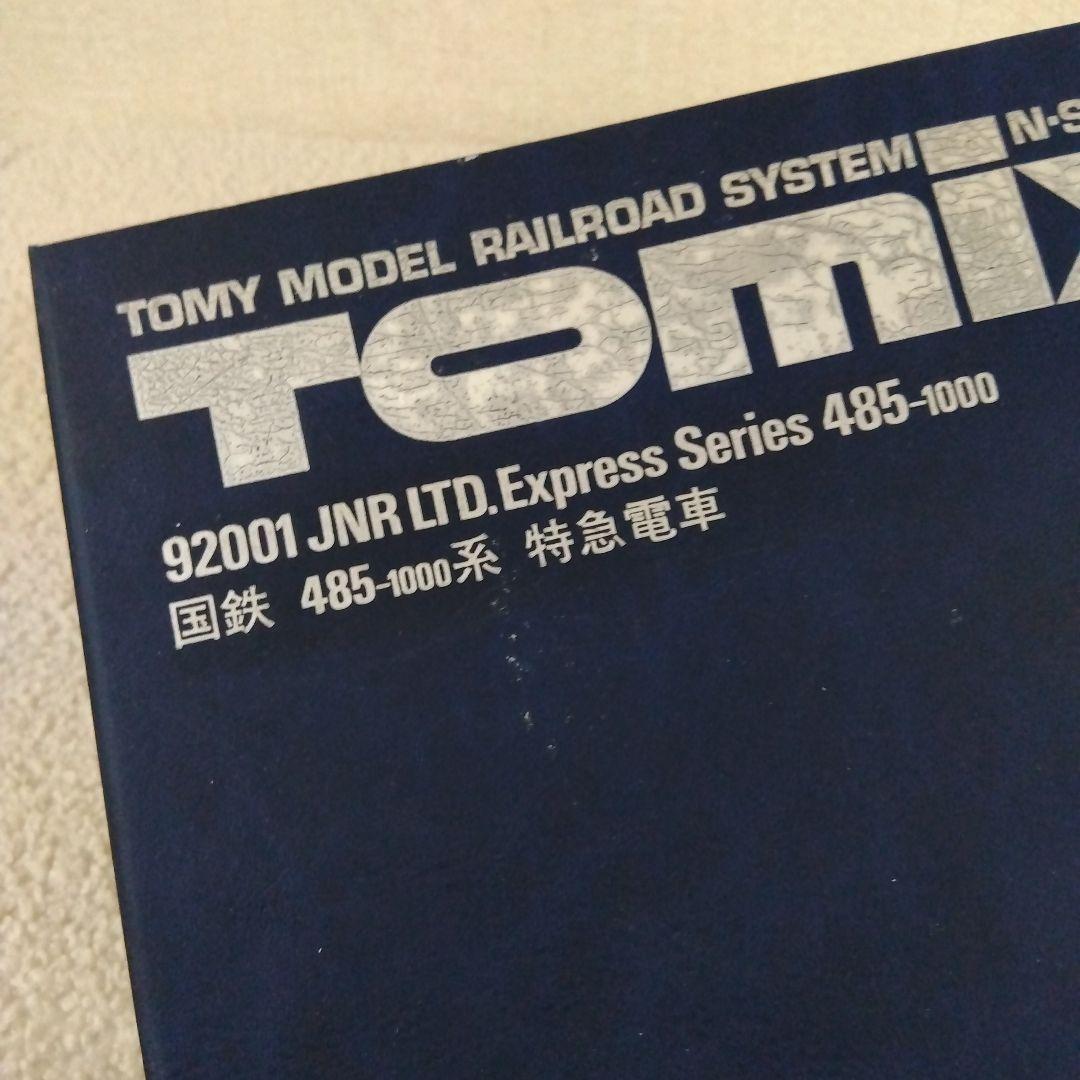 TOMY MODEL RAILROAD SYSTEM N-S
TOMIX
92001 JNR LTD. Express Series 485-1000
国鉄 485-1000系 特急電車